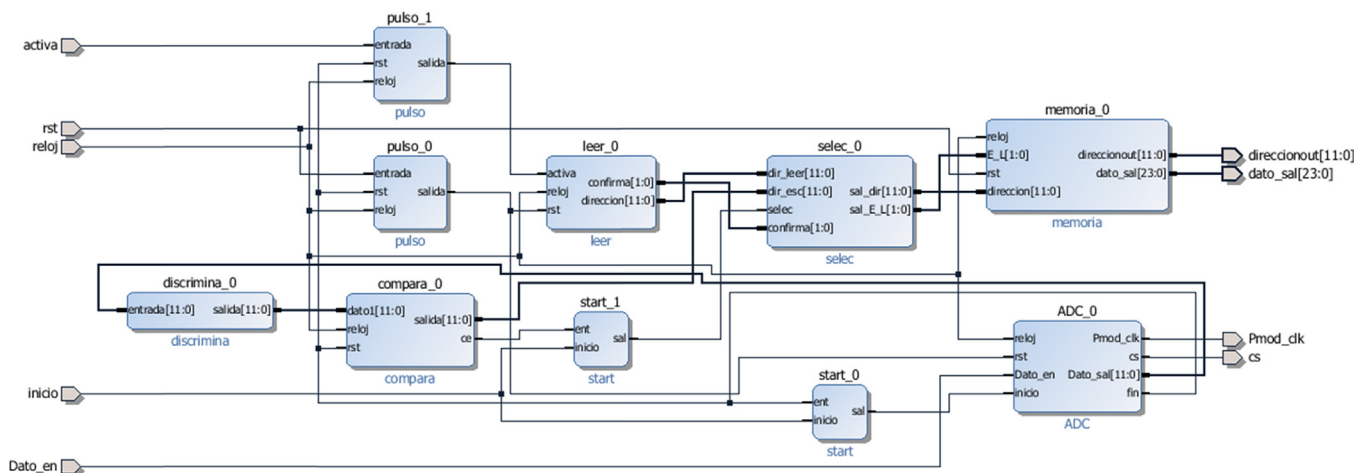 pulso_1
activa
entrada
rst
salida
reloj
pulso
rst
reloj
pulso_0
entrada
rst
salida
reloj
pulso
leer_0
activa
confirma[1:0]
reloj
direccion[11:0]
rst
leer
selec_0
dir_leer[11:0]
dir_esc[11:0]
sal_dir[11:0]
selec
sal_E_L[1:0]
confirma[1:0]
selec
memoria_0
reloj
E_L[1:0]
direccionout[11:0]
rst
dato_sal[23:0]
direccion[11:0]
memoria
direccionout[11:0]
dato_sal[23:0]
discrimina_0
entrada[11:0]
salida[11:0]
discrimina
compara_0
dato1[11:0]
salida[11:0]
reloj
ce
rst
compara
start_1
ent
sal
inicio
start
ADC_0
reloj
Pmod_clk
rst
cs
Dato_en
Dato_sal[11:0]
inicio
fin
ADC
Pmod_clk
cs
inicio
start_0
ent
sal
inicio
start
Dato_en